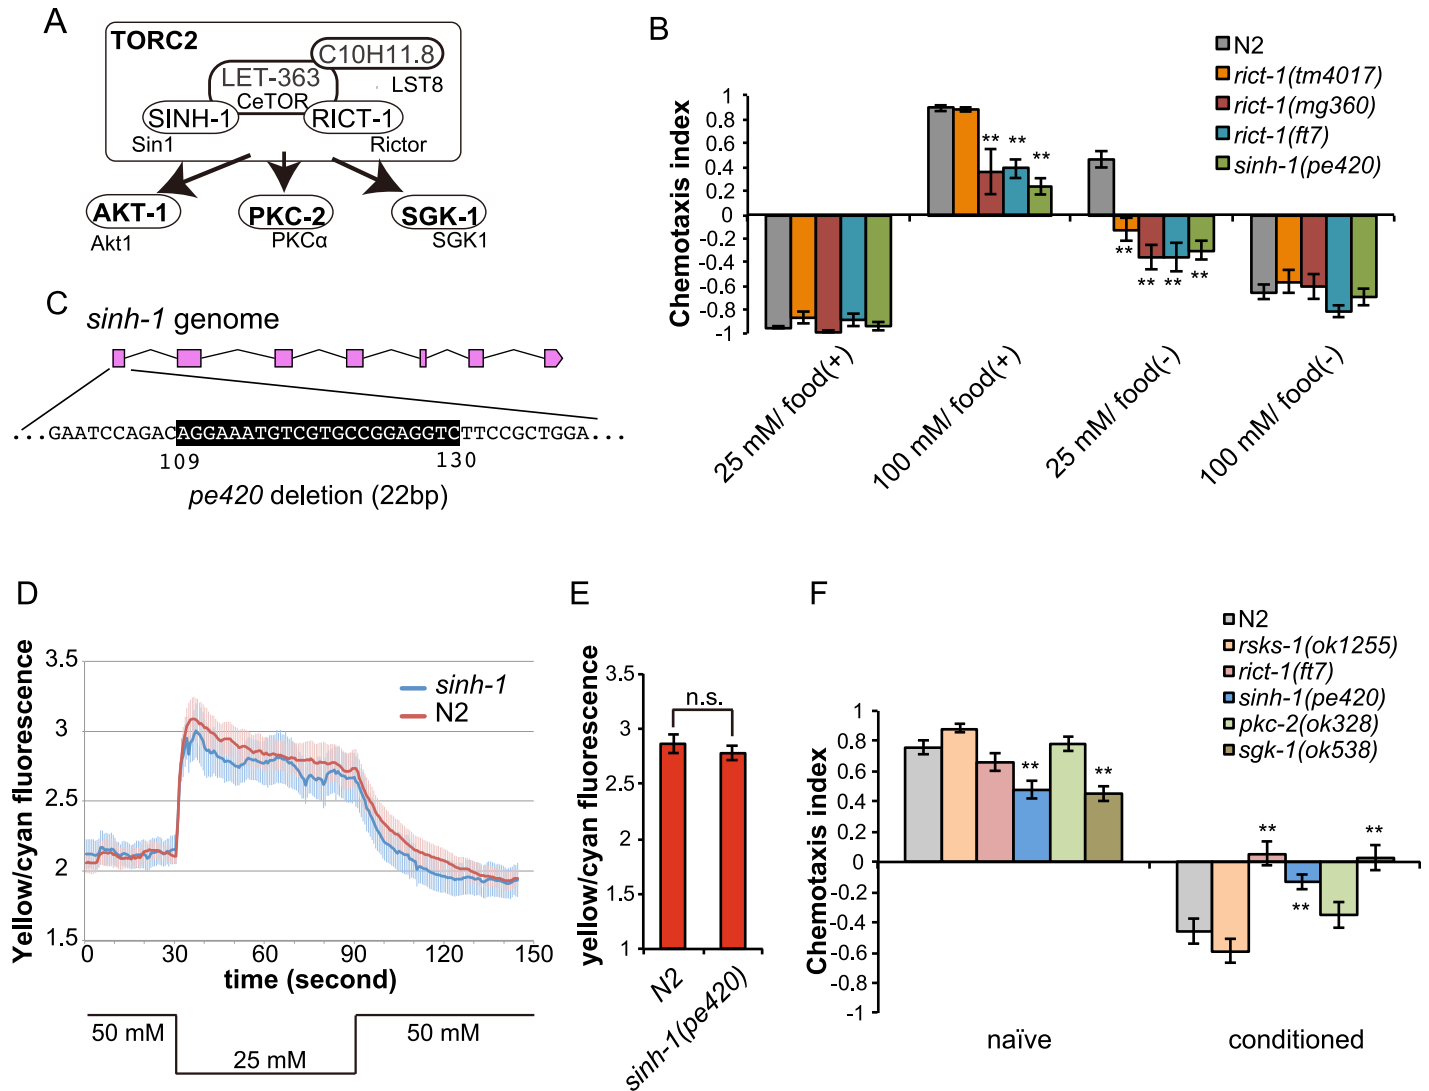 A
TORC2
C10H11.8
LET-363
LST8
CeTOR
SINH-1
RICT-1
Sin1
Rictor
AKT-1
PKC-2
SGK-1
Akt1
PKCα
SGK1
B
N2
rict-1(tm4017)
rict-1(mg360)
rict-1(ft7)
sinh-1(pe420)
Chemotaxis index
1
0.8
0.6
0.4
0.2
0
-0.2
-0.4
-0.6
-0.8
-1
** ** **
** ** ** **
25 mM/ food(+)
100 mM/ food(+)
25 mM/ food(-)
100 mM/ food(-)
C
sinh-1 genome
...GAATCCAGACAGGAAATGTCGTGCCGGAGGTCTTCCGCTGGA...
109
130
pe420 deletion (22bp)
D
Yellow/cyan fluorescence
3.5
3
2.5
2
1.5
sinh-1
N2
0 30 60 90 120 150
time (second)
50 mM
25 mM
50 mM
E
yellow/cyan fluorescence
3.5
3
2.5
2
1.5
1
n.s.
N2
sinh-1(pe420)
F
N2
rsks-1(ok1255)
rict-1(ft7)
sinh-1(pe420)
pkc-2(ok328)
sgk-1(ok538)
Chemotaxis index
1
0.8
0.6
0.4
0.2
0
-0.2
-0.4
-0.6
-0.8
-1
** **
** ** **
naïve
conditioned